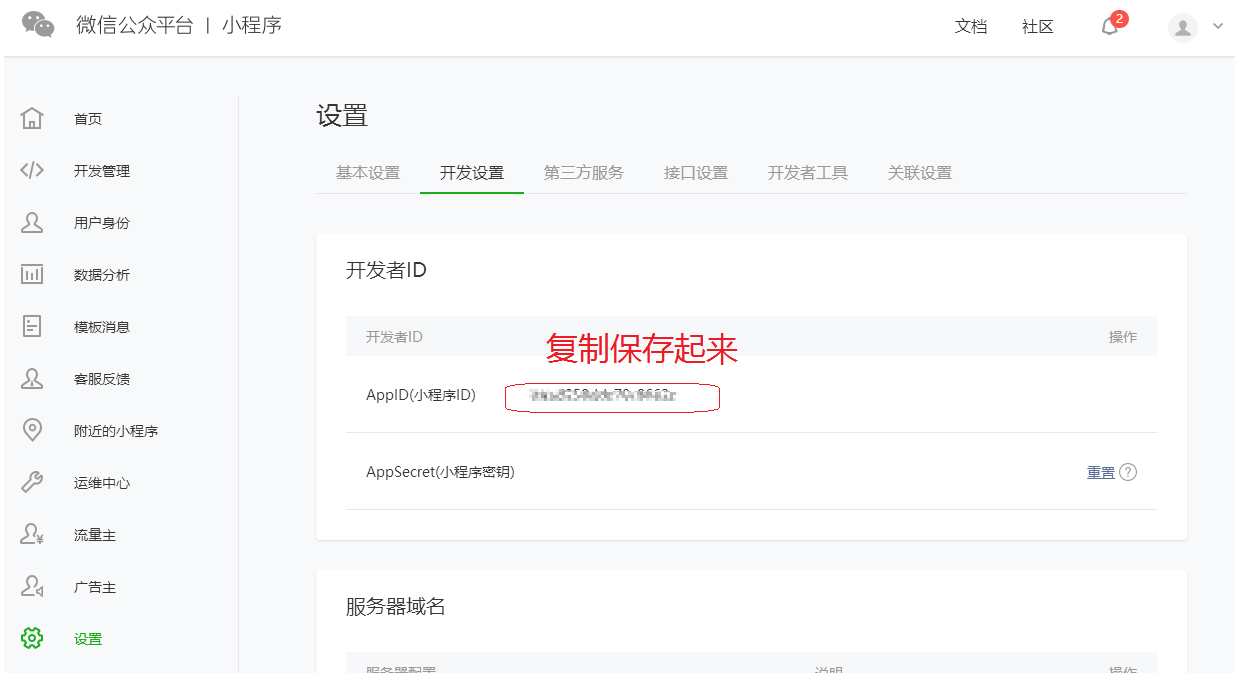 微信公众平台 | 小程序
文档 社区 2
首页
开发管理
用户身份
数据分析
模板消息
客服反馈
附近的小程序
运维中心
流量主
广告主
设置
设置
基本设置 开发设置 第三方服务 接口设置 开发者工具 关联设置
开发者ID
开发者ID 操作
复制保存起来
AppID(小程序ID)
AppSecret(小程序密钥) 重置 ?
服务器域名
服务器配置 说明 操作